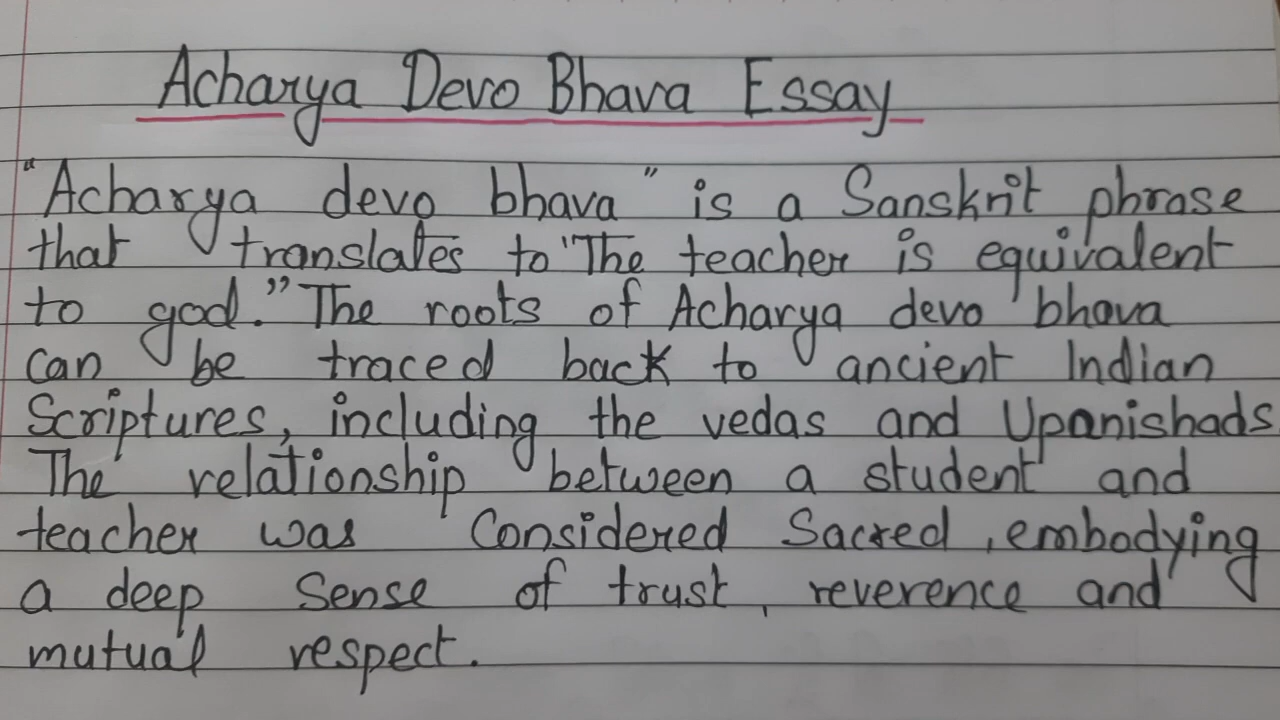 Acharya Devo Bhava Essay
"Acharya devo bhava" is a Sanskrit phrase
that translates to "The teacher is equivalent
to god." The roots of Acharya devo bhava
can be traced back to ancient Indian
Scriptures, including the vedas and Upanishads
The relationship between a student and
teacher was Considered Sacred, embodying
a deep Sense of trust, reverence and
mutual respect.